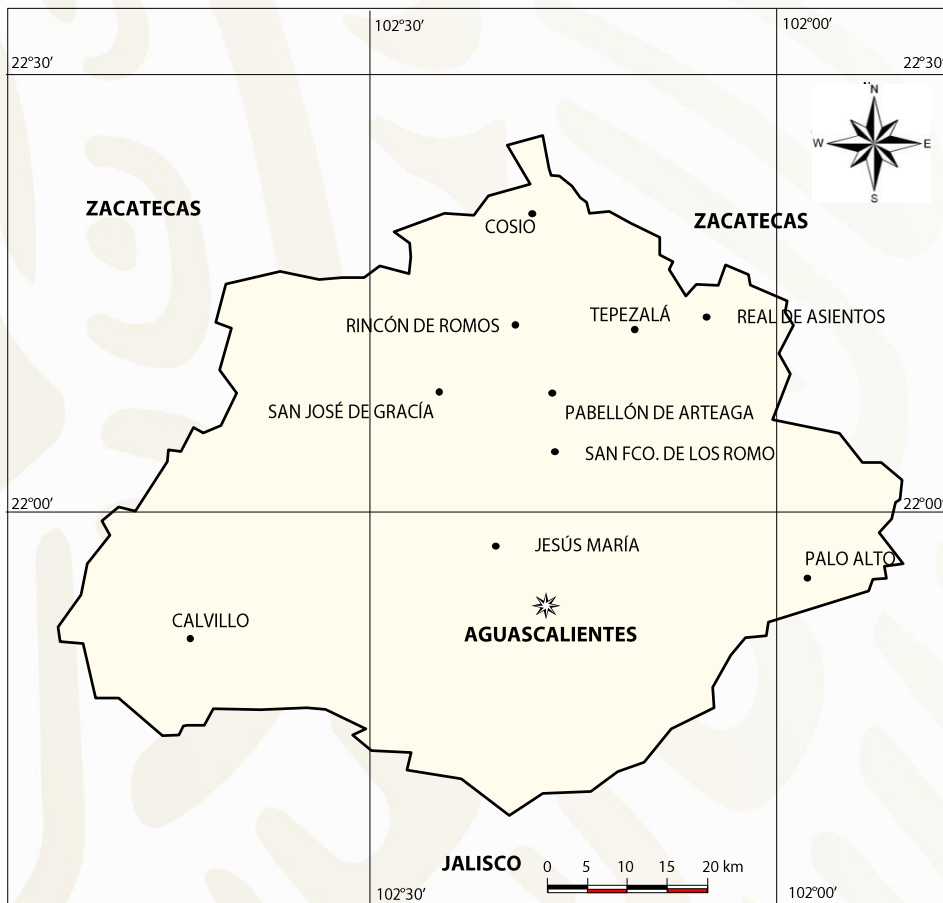 102°30'
102°00'
22°30'
22°30'
N
W
E
S
ZACATECAS
ZACATECAS
COSIO
TEPEZALÁ
REAL DE ASIENTOS
RINCÓN DE ROMOS
SAN JOSÉ DE GRACÍA
PABELLÓN DE ARTEAGA
SAN FCO. DE LOS ROMO
22°00'
22°00'
JESÚS MARÍA
PALO ALTO
CALVILLO
AGUASCALIENTES
JALISCO
0 5 10 15 20 km
102°30'
102°00'